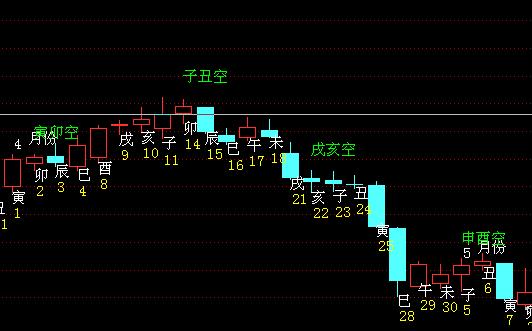 子丑空
寅卯空
4 月份
戌亥空
申酉空
5 月份
丑
1
寅
1
卯
2
辰
3
巳
4
酉
8
戌
9
亥
10
子
11
卯
14
辰
15
巳
16
午
17
未
18
戌
21
亥
22
子
23
丑
24
寅
25
巳
28
午
29
未
30
子
5
丑
6
寅
7